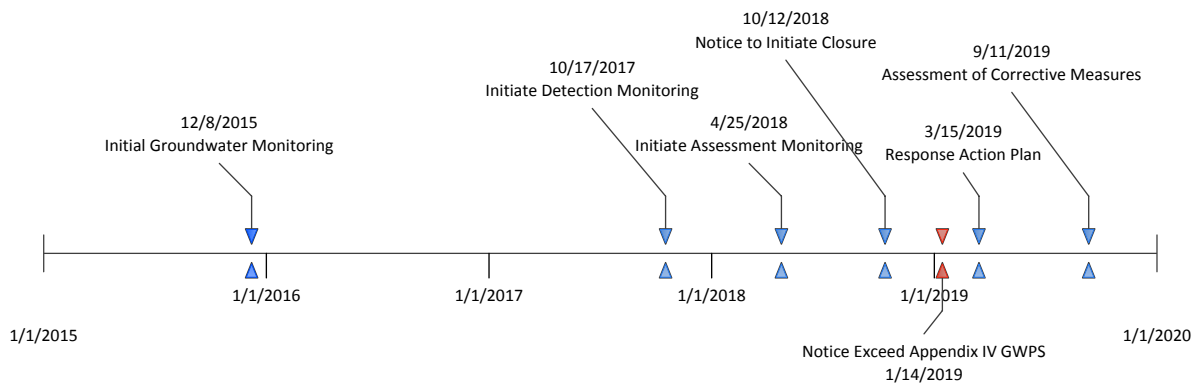 10/12/2018
Notice to Initiate Closure
9/11/2019
Assessment of Corrective Measures
10/17/2017
Initiate Detection Monitoring
12/8/2015
Initial Groundwater Monitoring
4/25/2018
Initiate Assessment Monitoring
3/15/2019
Response Action Plan
1/1/2016
1/1/2017
1/1/2018
1/1/2019
1/1/2015
1/1/2020
Notice Exceed Appendix IV GWPS
1/14/2019